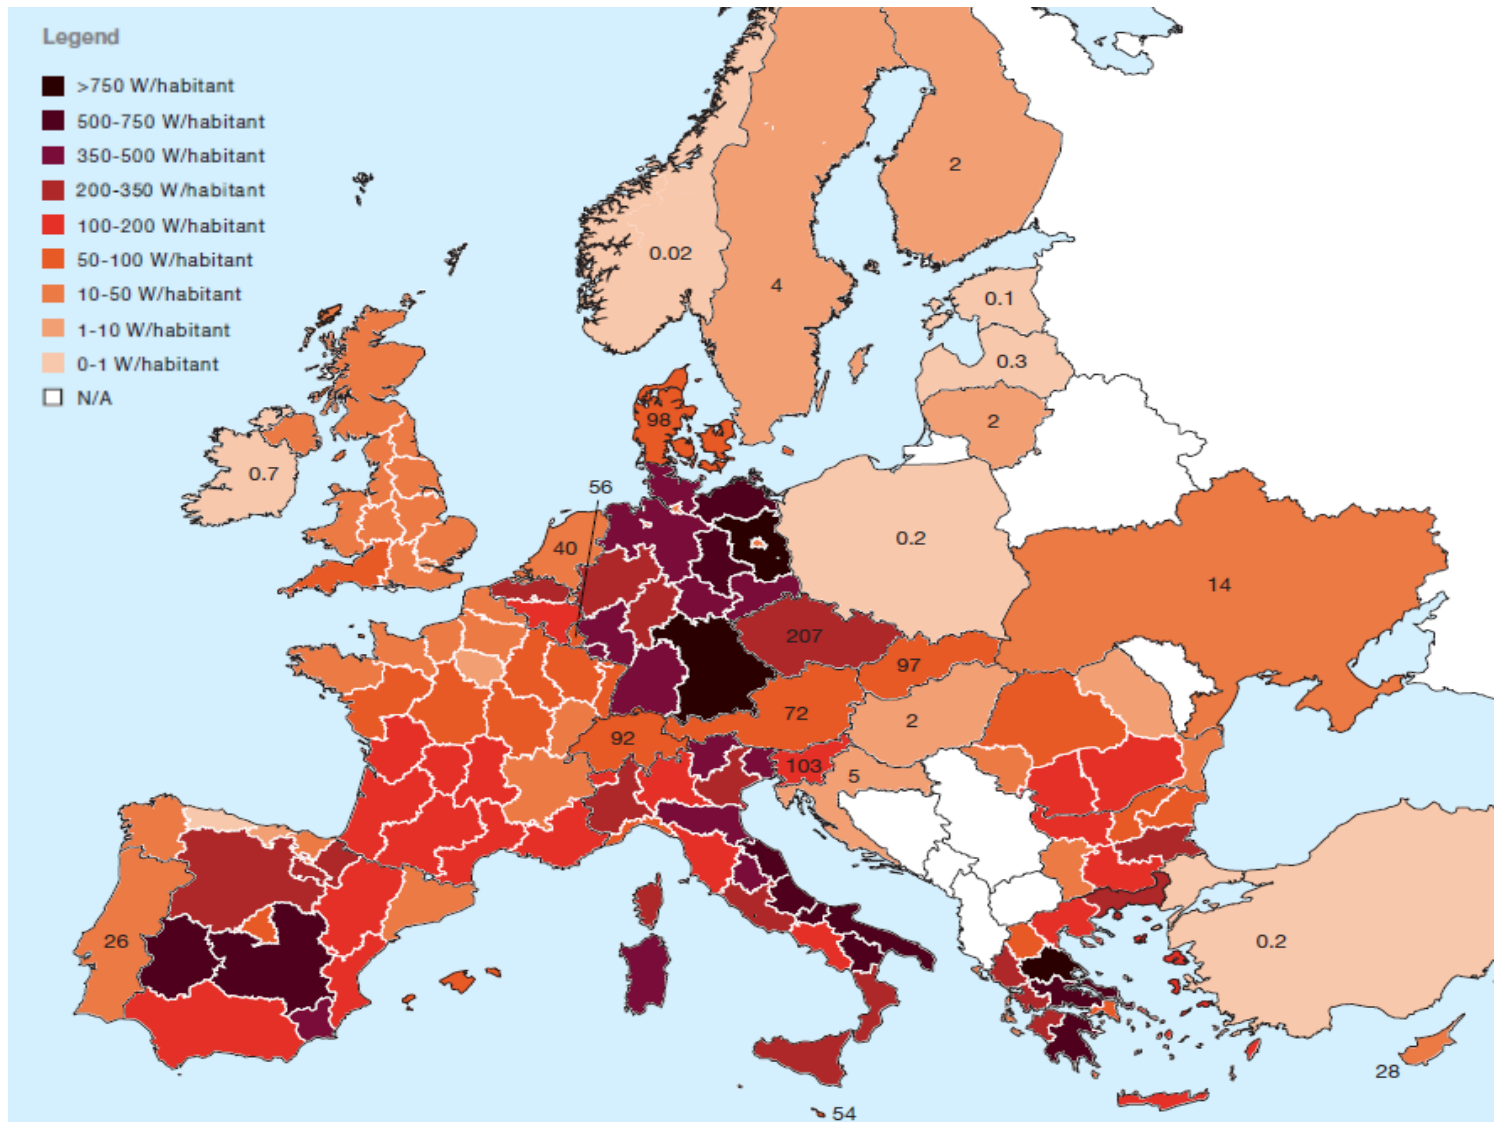 Legend
>750 W/habitant
500-750 W/habitant
350-500 W/habitant
200-350 W/habitant
100-200 W/habitant
50-100 W/habitant
10-50 W/habitant
1-10 W/habitant
0-1 W/habitant
N/A
2
0.02
4
0.1
0.3
98
2
0.7
56
40
0.2
14
207
97
72
2
92
103
5
26
0.2
28
54